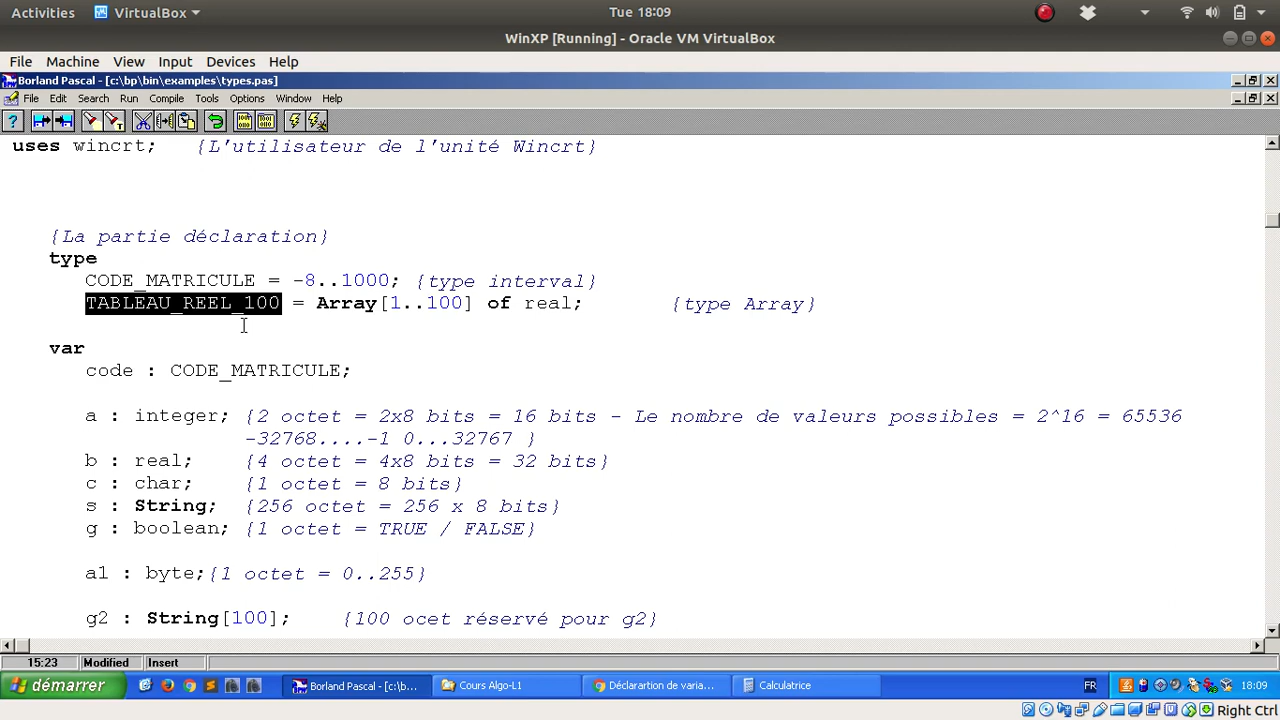 Activities VirtualBox Tue 18:09
WinXP [Running] - Oracle VM VirtualBox
File Machine View Input Devices Help
Borland Pascal - [c:\bp\bin\examples\types.pas]
File Edit Search Run Compile Tools Options Window Help
uses wincrt; {L'utilisateur de l'unité Wincrt}
{La partie déclaration}
type
CODE_MATRICULE = -8..1000; {type interval}
TABLEAU_REEL_100 = Array[1..100] of real; {type Array}
var
code : CODE_MATRICULE;
a : integer; {2 octet = 2x8 bits = 16 bits - Le nombre de valeurs possibles = 2^16 = 65536
-32768....-1 0...32767 }
b : real; {4 octet = 4x8 bits = 32 bits}
c : char; {1 octet = 8 bits}
s : String; {256 octet = 256 x 8 bits}
g : boolean; {1 octet = TRUE / FALSE}
a1 : byte;{1 octet = 0..255}
g2 : String[100]; {100 ocet réservé pour g2}
15:23 Modified Insert
démarrer Borland Pascal - [c:\b... Cours Algo-L1 Déclarartion de varia... Calculatrice FR 18:09
Right Ctrl